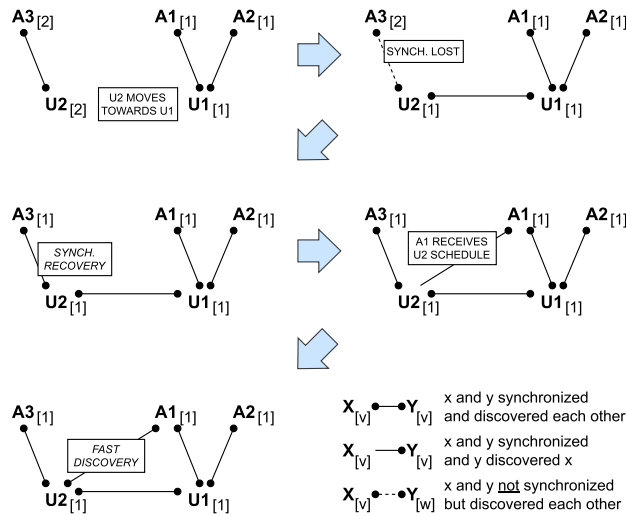 A3[2] A1[1] A2[1]
U2[2] U2 MOVES TOWARDS U1 U1[1]
A3[2] A1[1] A2[1]
SYNCH. LOST
U2[1] U1[1]
A3[1] A1[1] A2[1]
SYNCH.
RECOVERY
U2[1] U1[1]
A3[1] A1[1] A2[1]
A1 RECEIVES
U2 SCHEDULE
U2[1] U1[1]
A3[1] A1[1] A2[1]
FAST
DISCOVERY
U2[1] U1[1]
X[v] Y[v] x and y synchronized
and discovered each other
X[v] Y[v] x and y synchronized
and y discovered x
X[v] Y[w] x and y not synchronized
but discovered each other